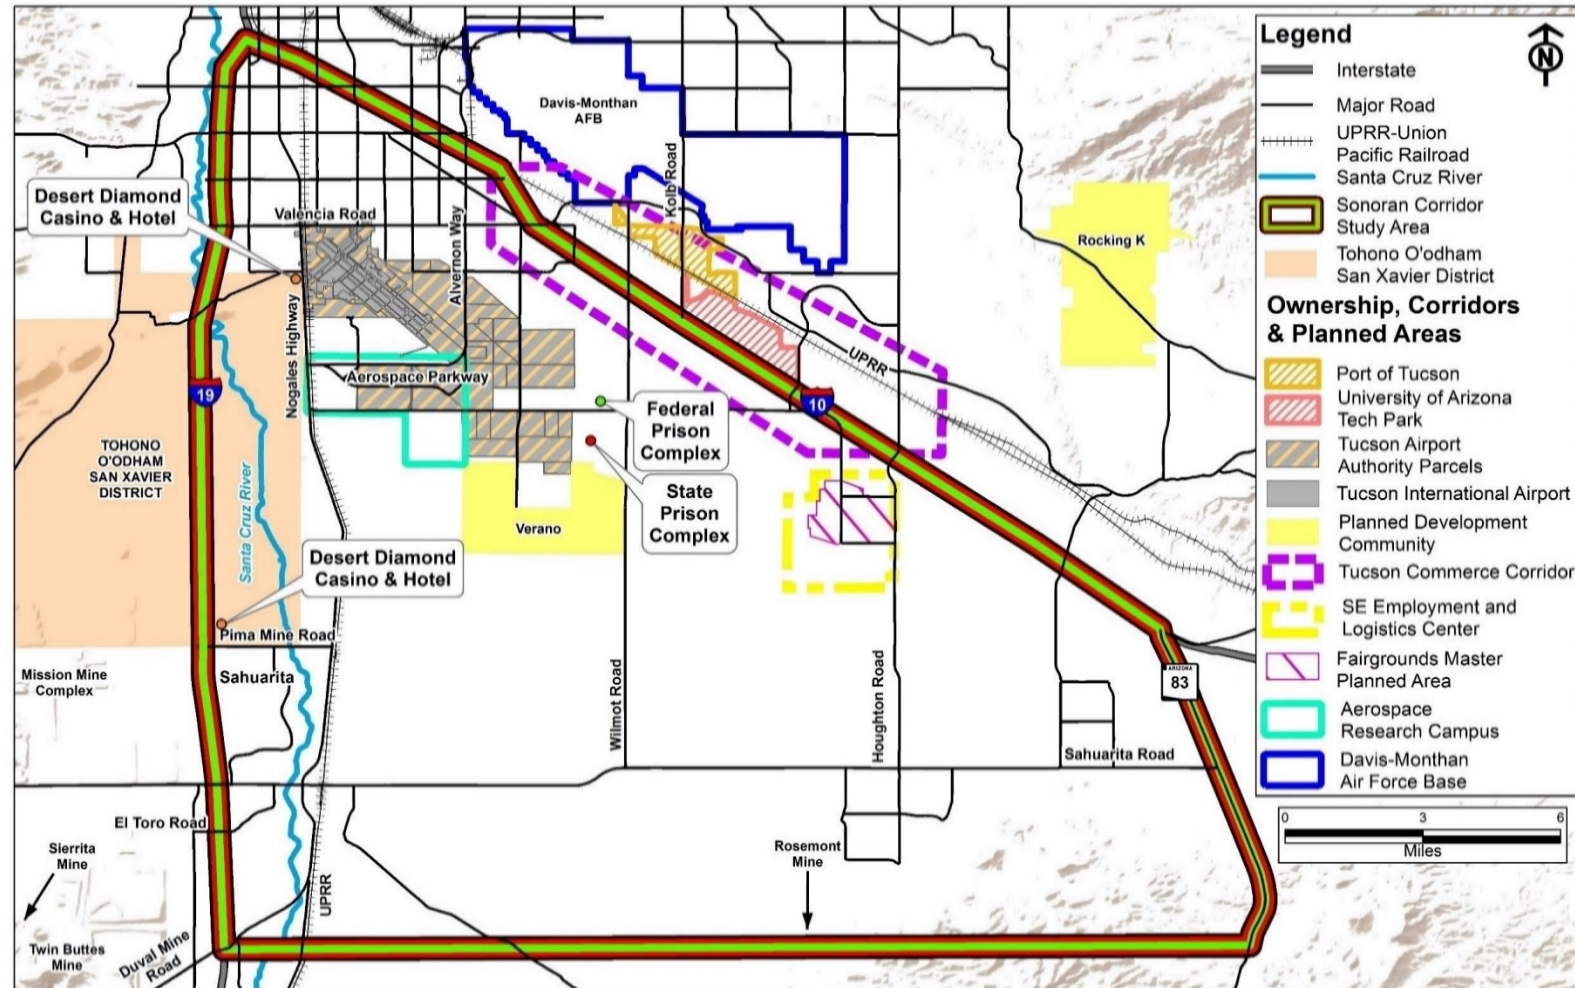 Davis-Monthan
AFB
Kolb Road
Desert Diamond
Casino & Hotel
Valencia Road
Alvernon Way
Nogales Highway
Rocking K
UPRR
Aerospace Parkway
19
10
Federal
Prison
Complex
State
Prison
Complex
TOHONO
O'ODHAM
SAN XAVIER
DISTRICT
Santa Cruz River
Verano
Desert Diamond
Casino & Hotel
Pima Mine Road
Mission Mine
Complex
Sahuarita
Wilmot Road
Houghton Road
ARIZONA
83
Sahuarita Road
El Toro Road
Sierrita
Mine
Rosemont
Mine
UPRR
Twin Buttes
Mine
Duval Mine
Road
Legend
N
Interstate
Major Road
UPRR-Union
Pacific Railroad
Santa Cruz River
Sonoran Corridor
Study Area
Tohono O'odham
San Xavier District
Ownership, Corridors
& Planned Areas
Port of Tucson
University of Arizona
Tech Park
Tucson Airport
Authority Parcels
Tucson International Airport
Planned Development
Community
Tucson Commerce Corridor
SE Employment and
Logistics Center
Fairgrounds Master
Planned Area
Aerospace
Research Campus
Davis-Monthan
Air Force Base
0 3 6
Miles